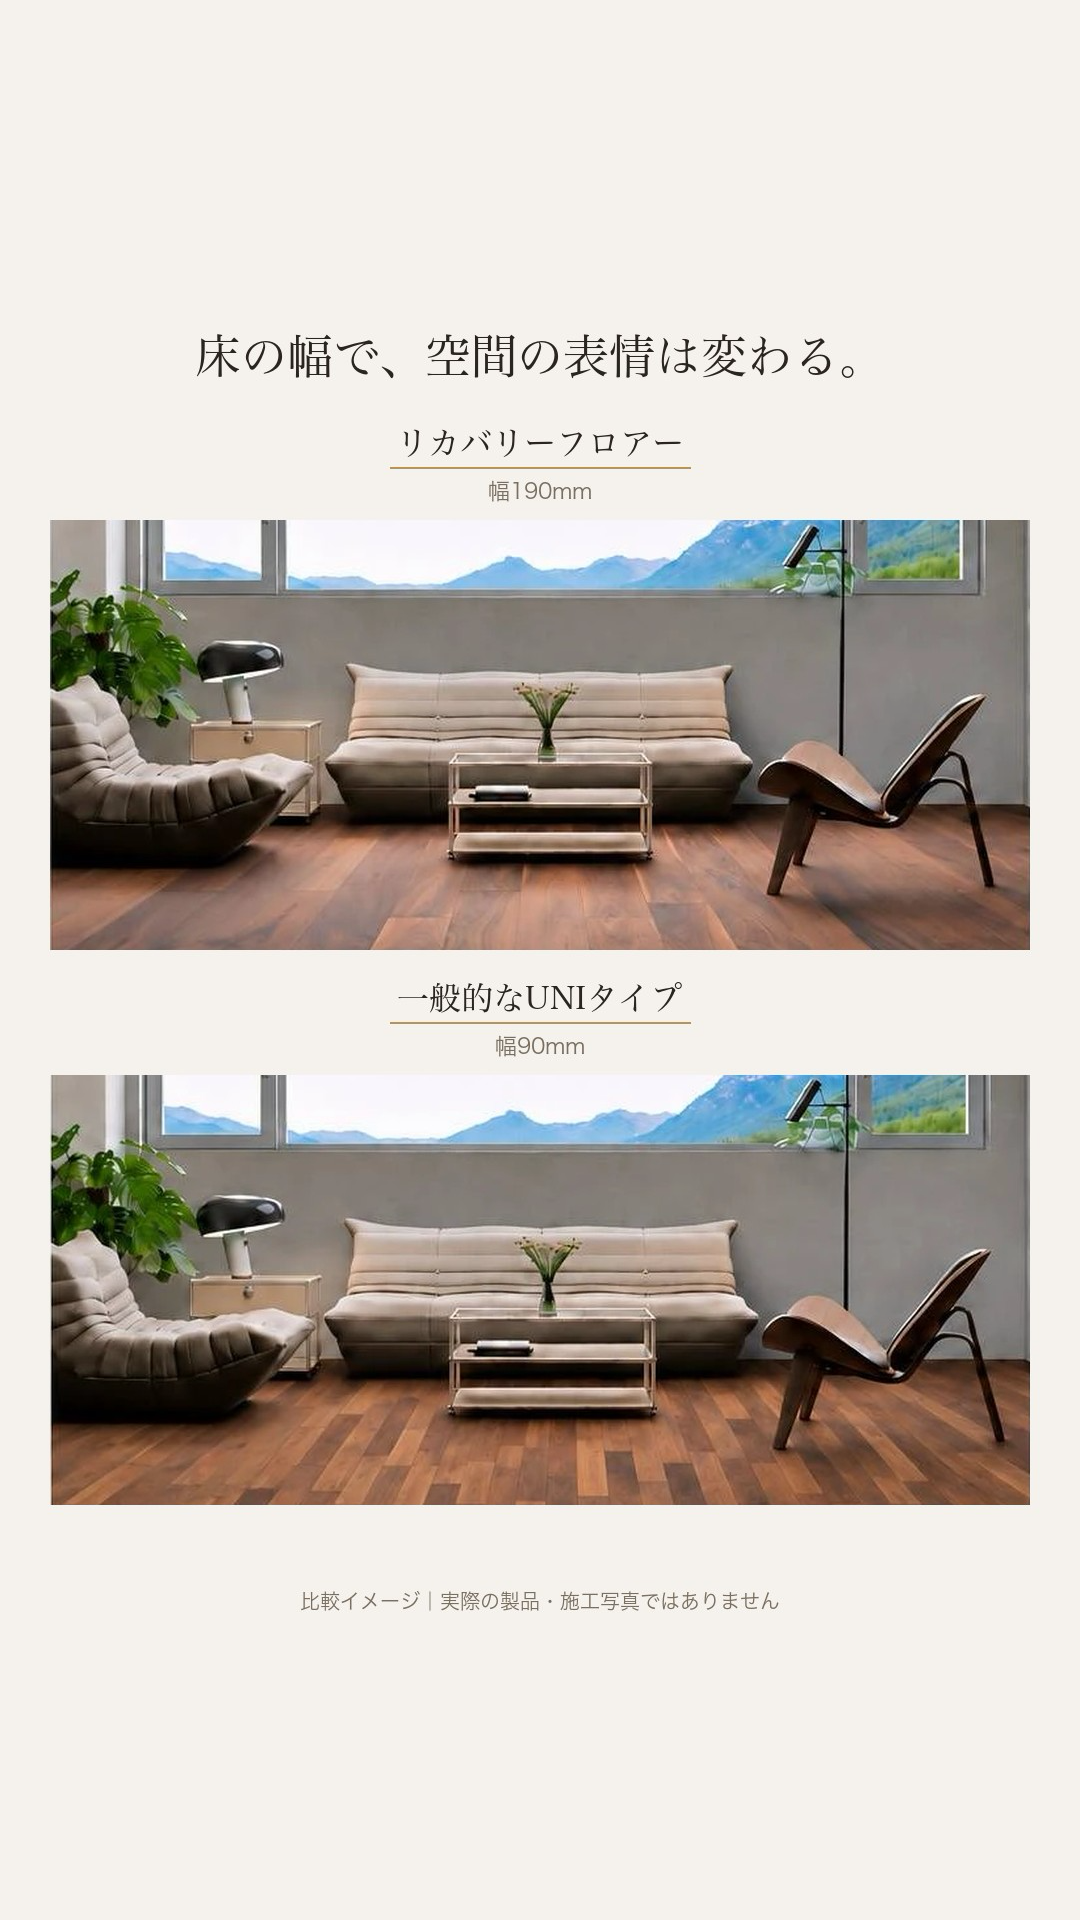 床の幅で、空間の表情は変わる。
リカバリーフロアー
幅190mm
一般的なUNIタイプ
幅90mm
比較イメージ｜実際の製品・施工写真ではありません